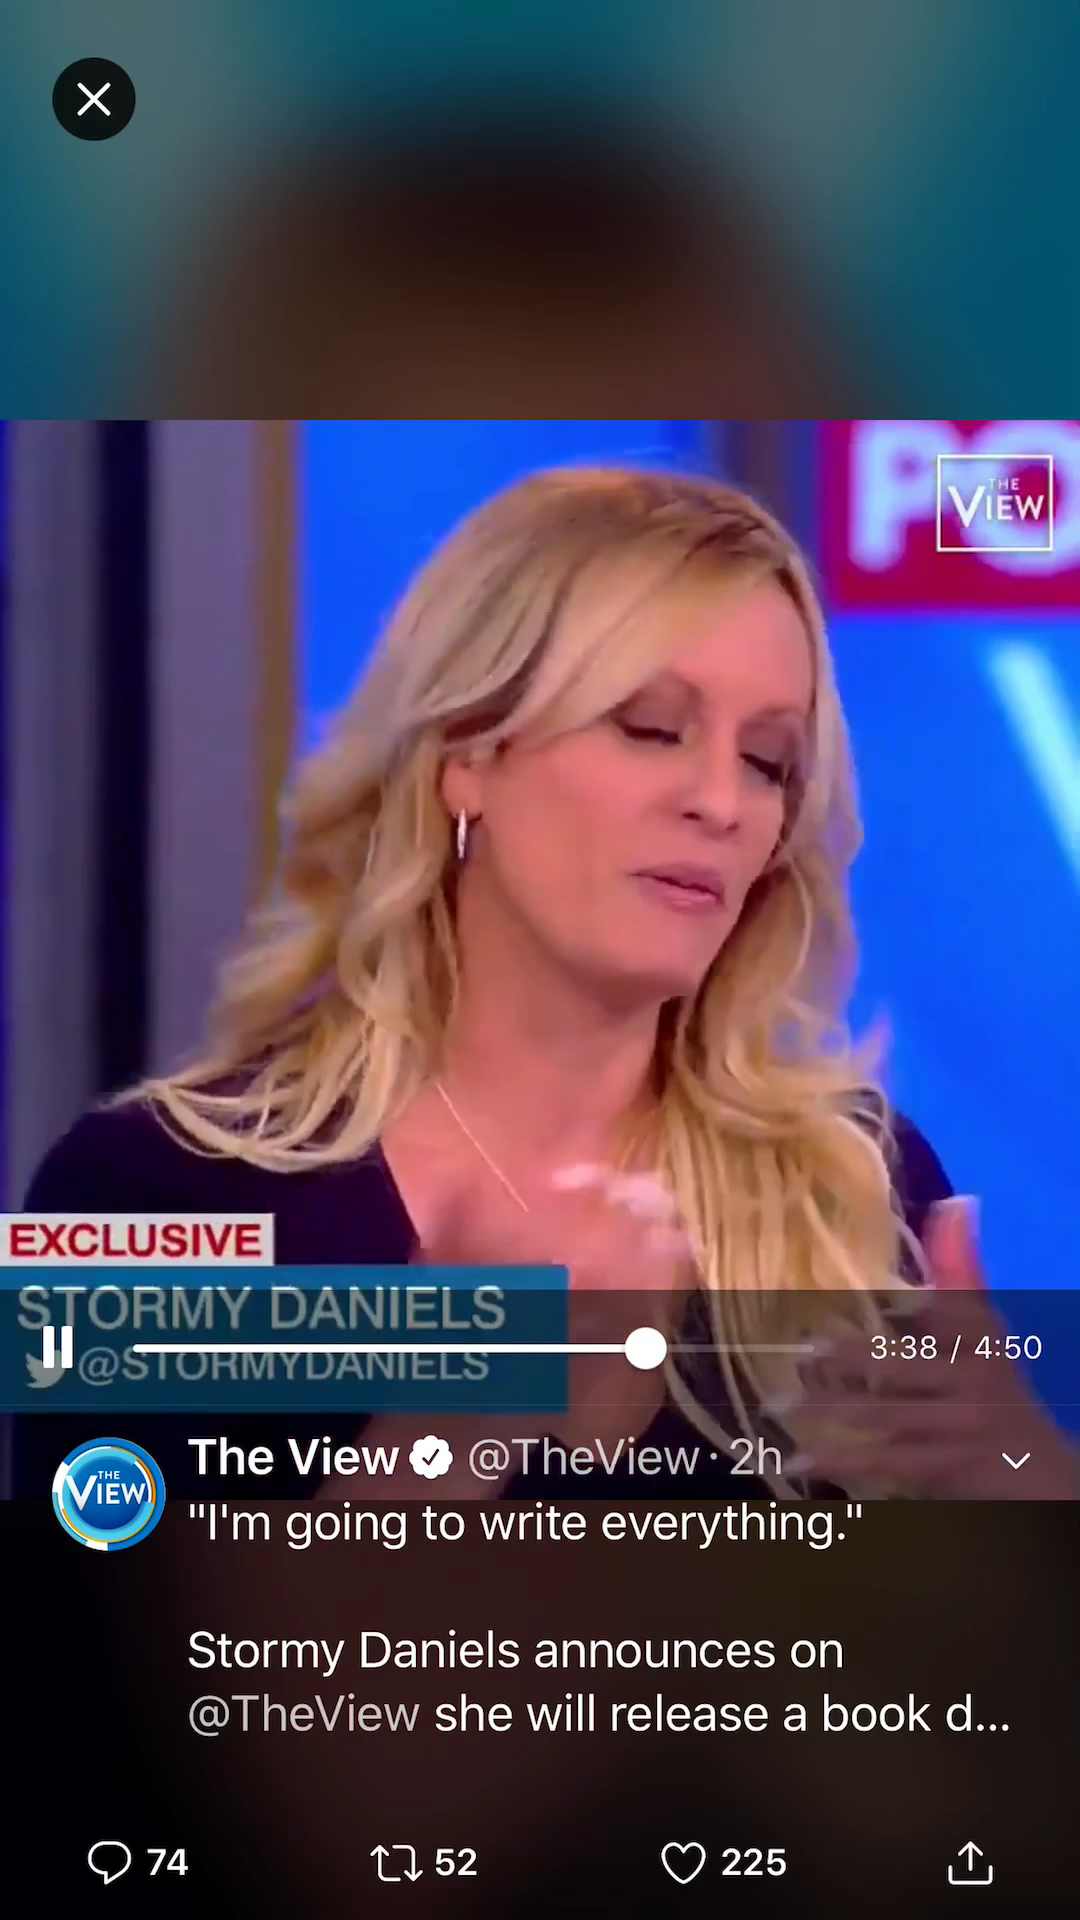 PO
THE
VIEW
EXCLUSIVE
STORMY DANIELS
@STORMYDANIELS
3:38 / 4:50
THE
VIEW
The View @TheView · 2h
"I'm going to write everything."
Stormy Daniels announces on
@TheView she will release a book d...
74
52
225